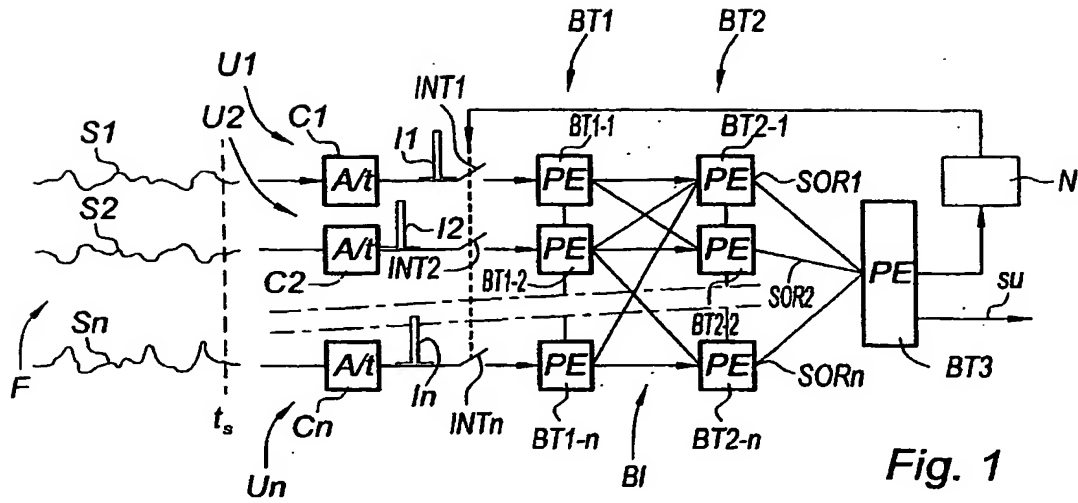 BT1
BT2
U1
INT1
U2
C1
I1
BT1-1
BT2-1
S1
A/t
PE
PE
SOR1
N
S2
I2
A/t
INT2
PE
PE
PE
C2
BT1-2
SOR2
su
Sn
BT2-2
A/t
PE
PE
SORn
BT3
F
In
ts
Cn
INTn
BT1-n
BT2-n
Un
BI
Fig. 1